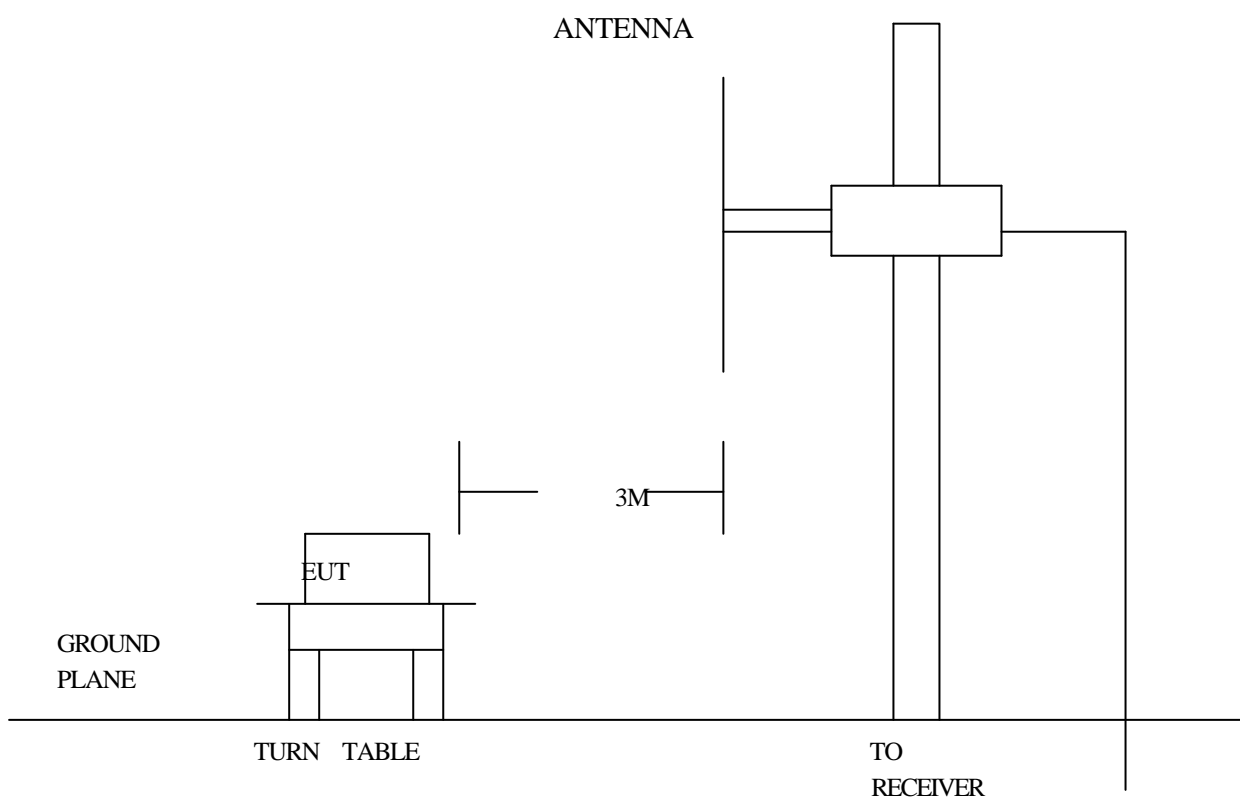 ANTENNA
3M
EUT
GROUND
PLANE
TURN TABLE
TO
RECEIVER